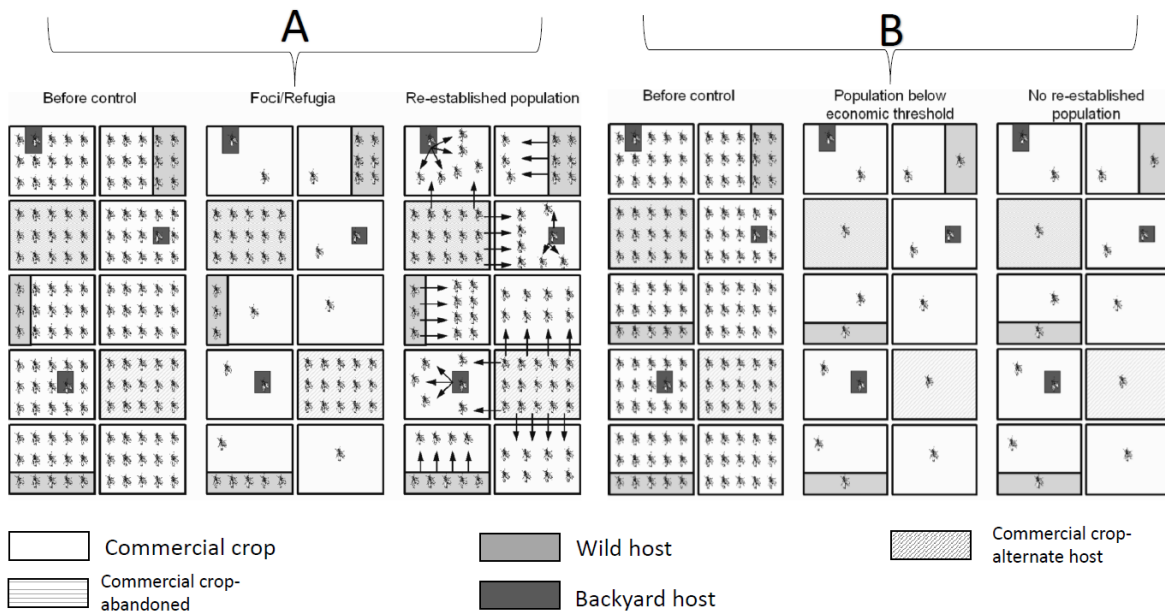 A
B
Before control
Foci/Refugia
Re-established population
Before control
Population below
economic threshold
No re-established
population
Commercial crop
Wild host
Commercial crop-
alternate host
Commercial crop-
abandoned
Backyard host